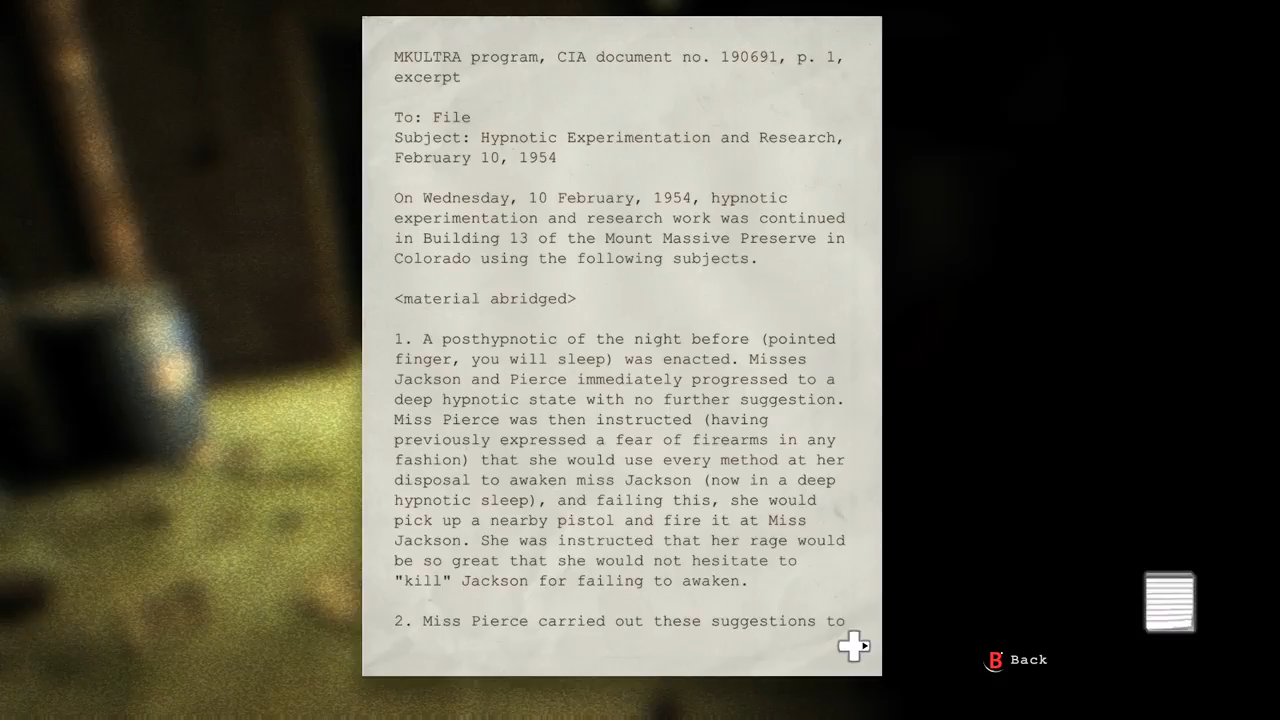 MKULTRA program, CIA document no. 190691, p. 1,
excerpt
To: File
Subject: Hypnotic Experimentation and Research,
February 10, 1954
On Wednesday, 10 February, 1954, hypnotic
experimentation and research work was continued
in Building 13 of the Mount Massive Preserve in
Colorado using the following subjects.
<material abridged>
1. A posthypnotic of the night before (pointed
finger, you will sleep) was enacted. Misses
Jackson and Pierce immediately progressed to a
deep hypnotic state with no further suggestion.
Miss Pierce was then instructed (having
previously expressed a fear of firearms in any
fashion) that she would use every method at her
disposal to awaken miss Jackson (now in a deep
hypnotic sleep), and failing this, she would
pick up a nearby pistol and fire it at Miss
Jackson. She was instructed that her rage would
be so great that she would not hesitate to
"kill" Jackson for failing to awaken.
2. Miss Pierce carried out these suggestions to
B Back